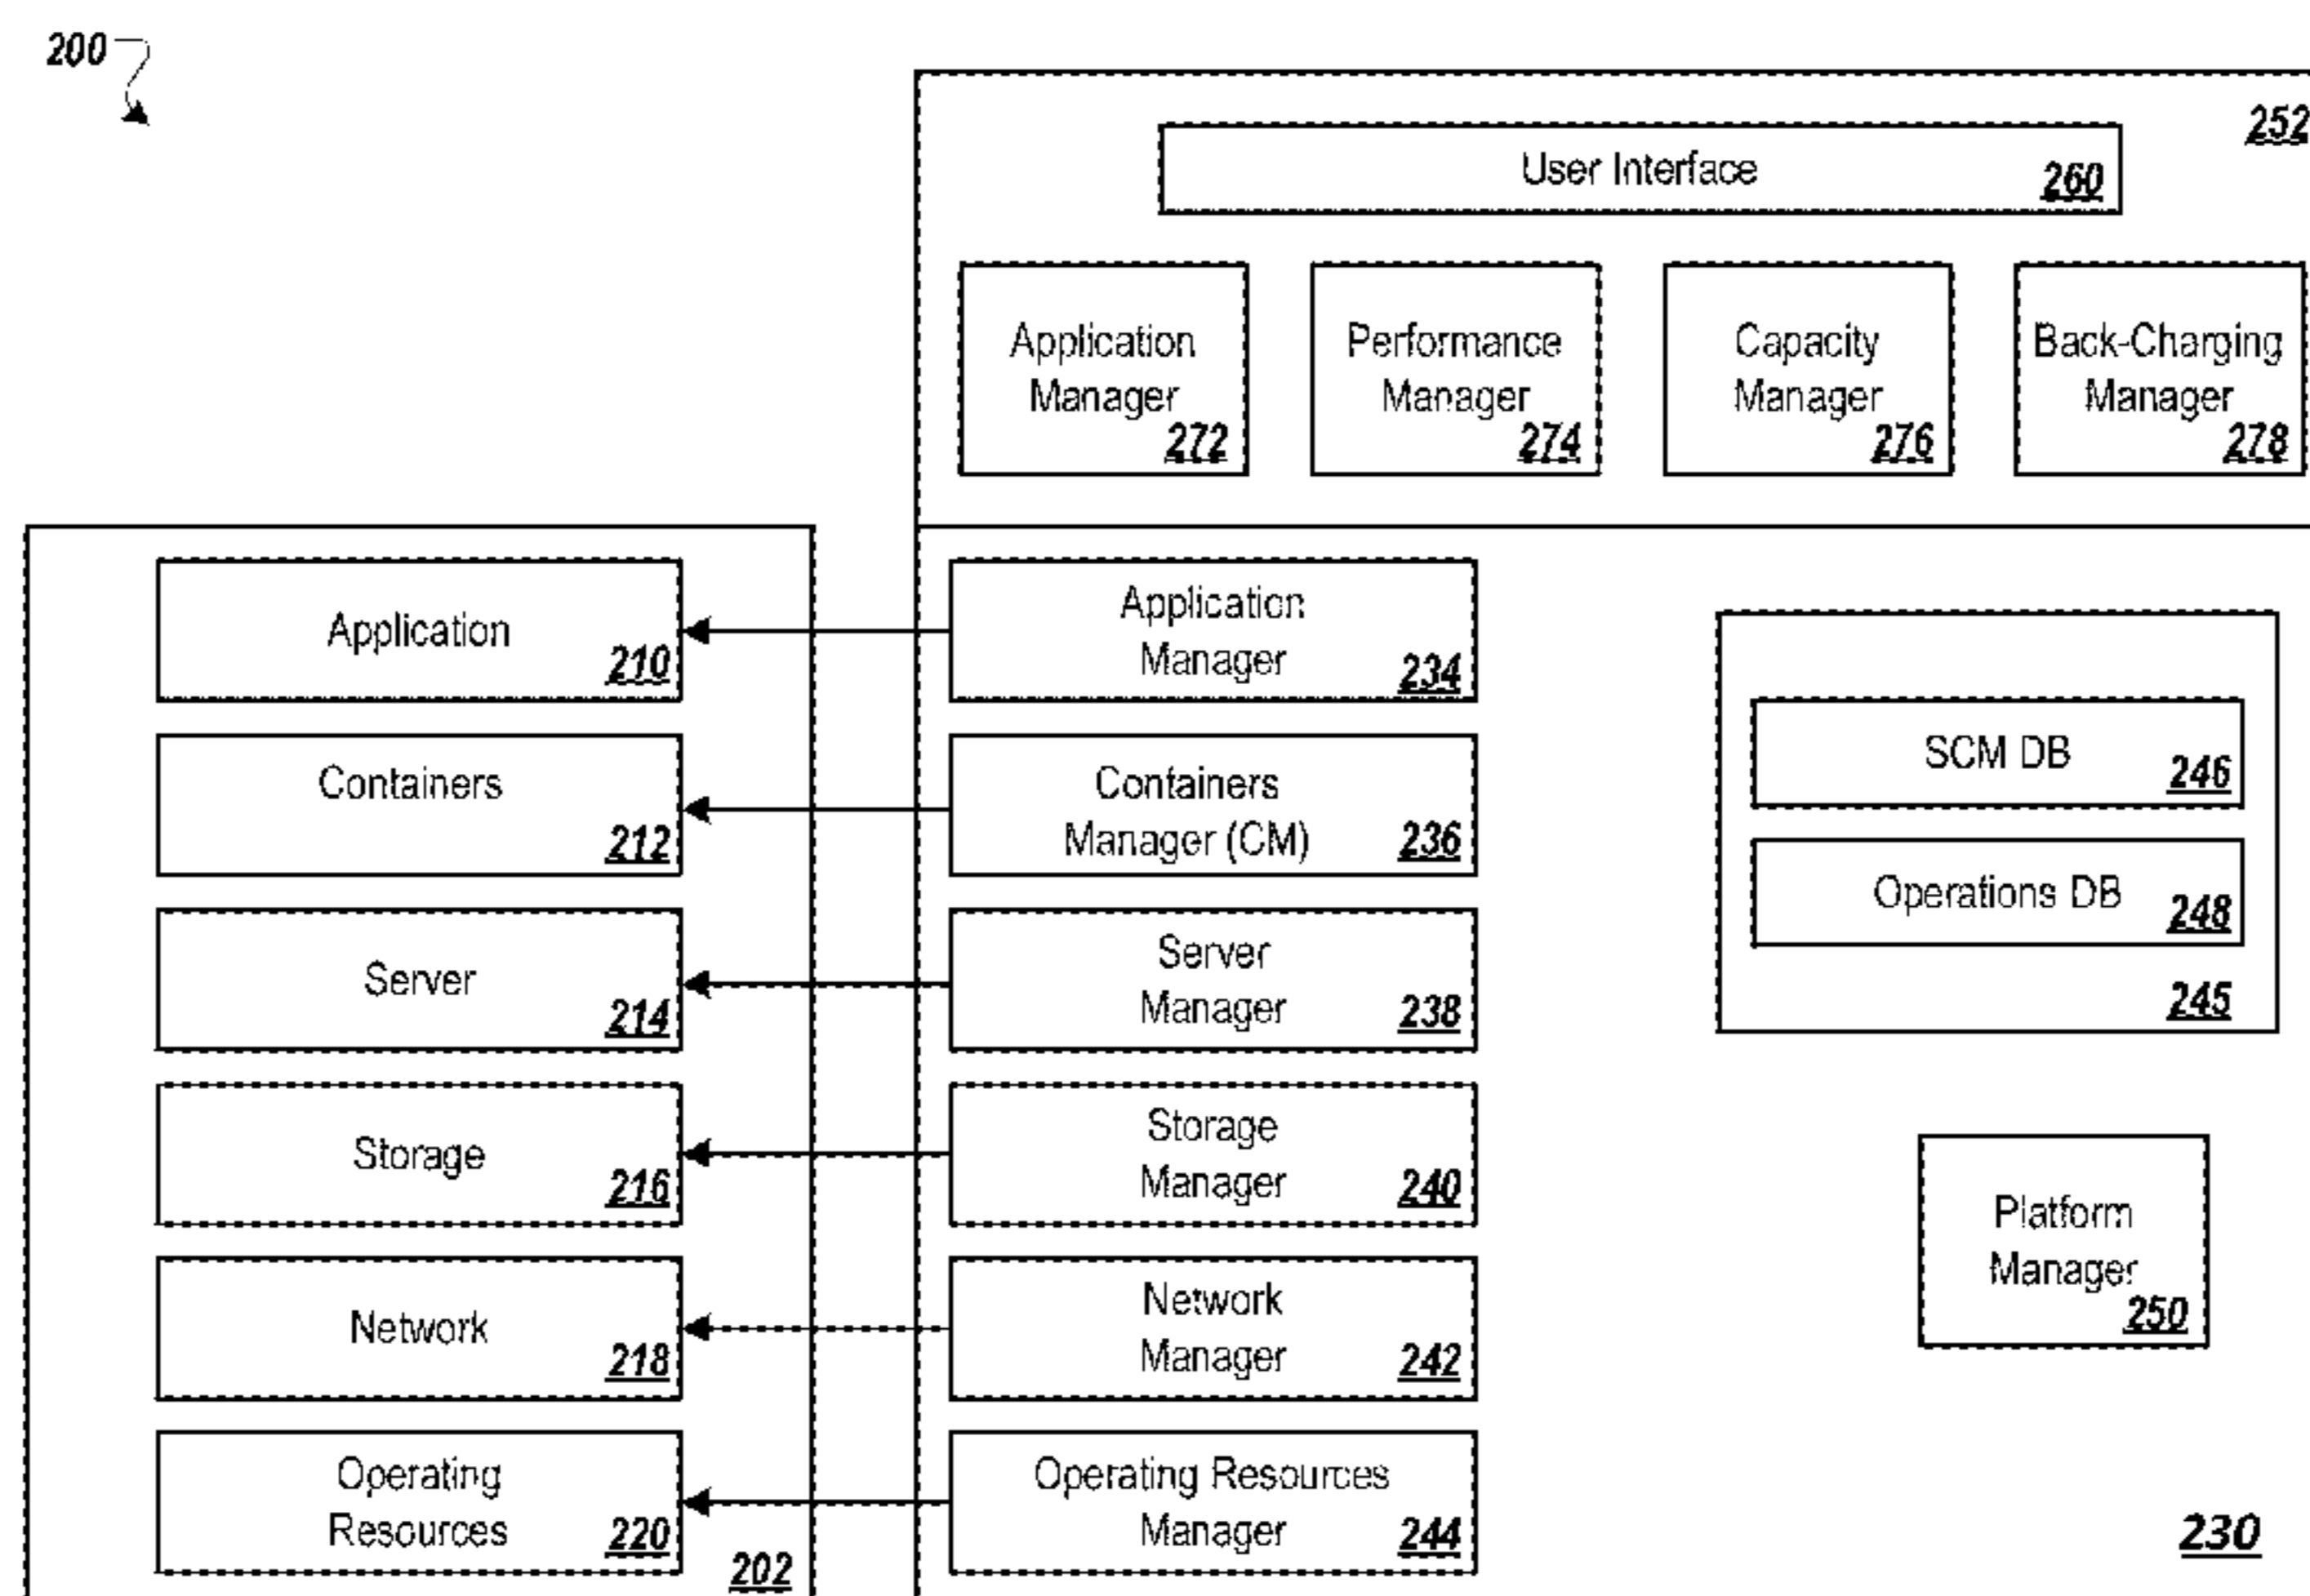 200
252
User Interface
260
Application
Manager
272
Performance
Manager
274
Capacity
Manager
276
Back-Charging
Manager
278
Application
210
Application
Manager
234
Containers
212
Containers
Manager (CM)
236
Server
214
Server
Manager
238
Storage
216
Storage
Manager
240
Network
218
Network
Manager
242
Operating
Resources
220
Operating Resources
Manager
244
202
SCM DB
246
Operations DB
248
245
Platform
Manager
250
230